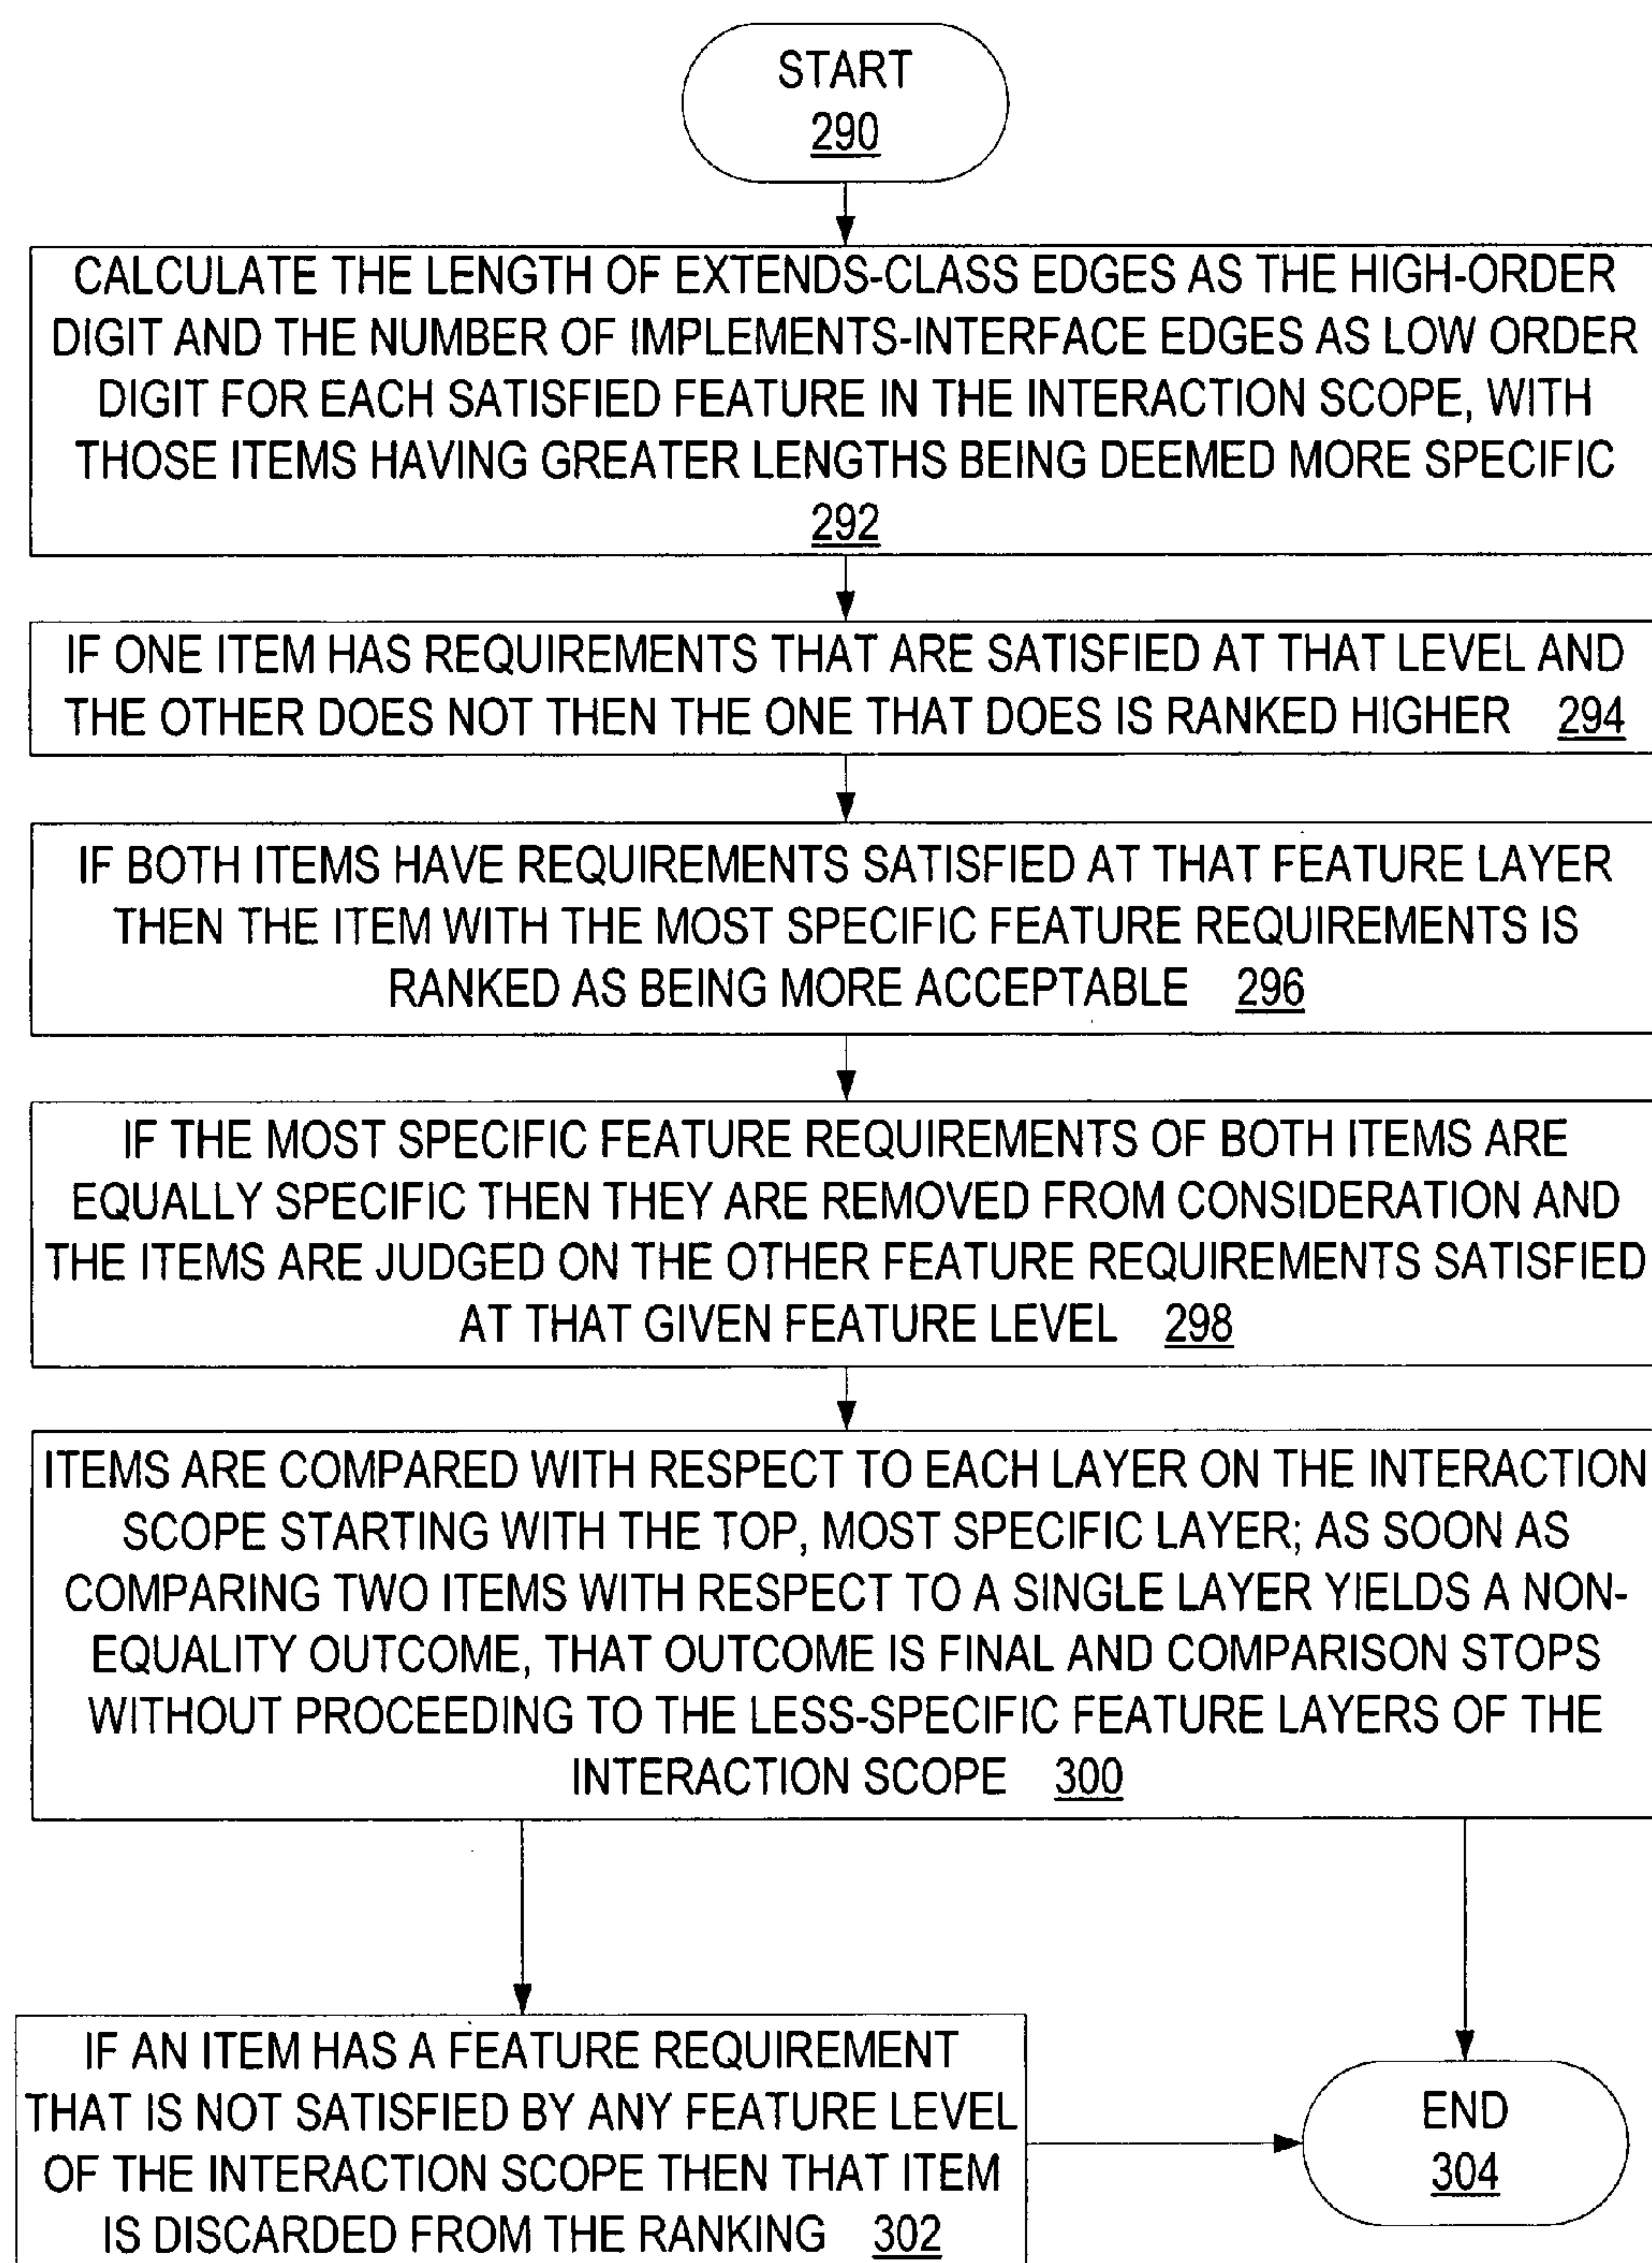 START
290
CALCULATE THE LENGTH OF EXTENDS-CLASS EDGES AS THE HIGH-ORDER
DIGIT AND THE NUMBER OF IMPLEMENTS-INTERFACE EDGES AS LOW ORDER
DIGIT FOR EACH SATISFIED FEATURE IN THE INTERACTION SCOPE, WITH
THOSE ITEMS HAVING GREATER LENGTHS BEING DEEMED MORE SPECIFIC
292
IF ONE ITEM HAS REQUIREMENTS THAT ARE SATISFIED AT THAT LEVEL AND
THE OTHER DOES NOT THEN THE ONE THAT DOES IS RANKED HIGHER 294
IF BOTH ITEMS HAVE REQUIREMENTS SATISFIED AT THAT FEATURE LAYER
THEN THE ITEM WITH THE MOST SPECIFIC FEATURE REQUIREMENTS IS
RANKED AS BEING MORE ACCEPTABLE 296
IF THE MOST SPECIFIC FEATURE REQUIREMENTS OF BOTH ITEMS ARE
EQUALLY SPECIFIC THEN THEY ARE REMOVED FROM CONSIDERATION AND
THE ITEMS ARE JUDGED ON THE OTHER FEATURE REQUIREMENTS SATISFIED
AT THAT GIVEN FEATURE LEVEL 298
ITEMS ARE COMPARED WITH RESPECT TO EACH LAYER ON THE INTERACTION
SCOPE STARTING WITH THE TOP, MOST SPECIFIC LAYER; AS SOON AS
COMPARING TWO ITEMS WITH RESPECT TO A SINGLE LAYER YIELDS A NON-
EQUALITY OUTCOME, THAT OUTCOME IS FINAL AND COMPARISON STOPS
WITHOUT PROCEEDING TO THE LESS-SPECIFIC FEATURE LAYERS OF THE
INTERACTION SCOPE 300
IF AN ITEM HAS A FEATURE REQUIREMENT
THAT IS NOT SATISFIED BY ANY FEATURE LEVEL
OF THE INTERACTION SCOPE THEN THAT ITEM
IS DISCARDED FROM THE RANKING 302
END
304